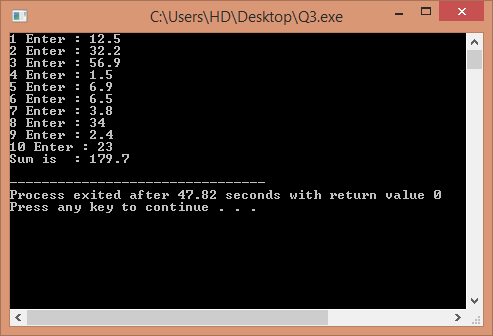 C:\Users\HD\Desktop\Q3.exe
1 Enter : 12.5
2 Enter : 32.2
3 Enter : 56.9
4 Enter : 1.5
5 Enter : 6.9
6 Enter : 6.5
7 Enter : 3.8
8 Enter : 34
9 Enter : 2.4
10 Enter : 23
Sum is  : 179.7
--------------------------------
Process exited after 47.82 seconds with return value 0
Press any key to continue . . .